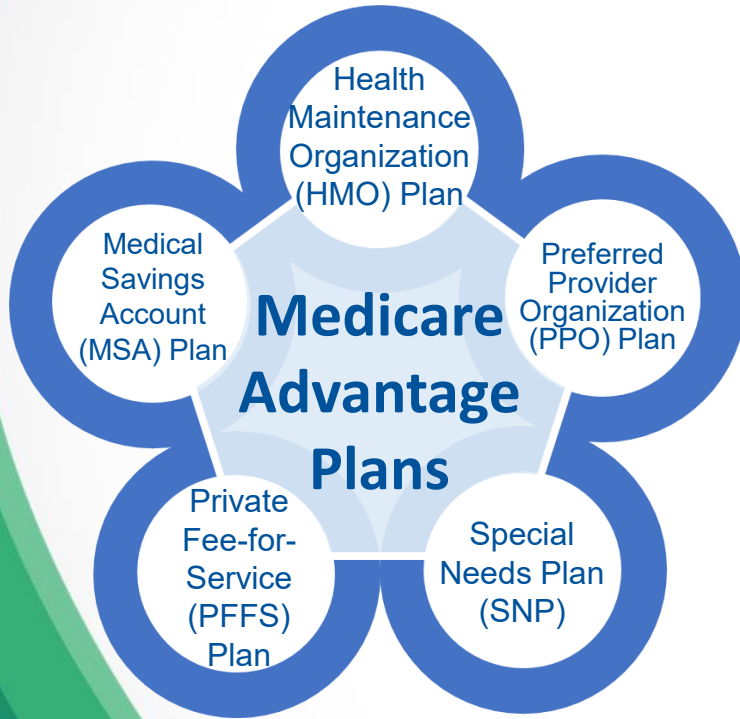 Health
Maintenance
Organization
(HMO) Plan
Medical
Savings
Account
(MSA) Plan
Preferred
Provider
Organization
(PPO) Plan
Medicare
Advantage
Plans
Private
Fee-for-
Service
(PFFS)
Plan
Special
Needs Plan
(SNP)